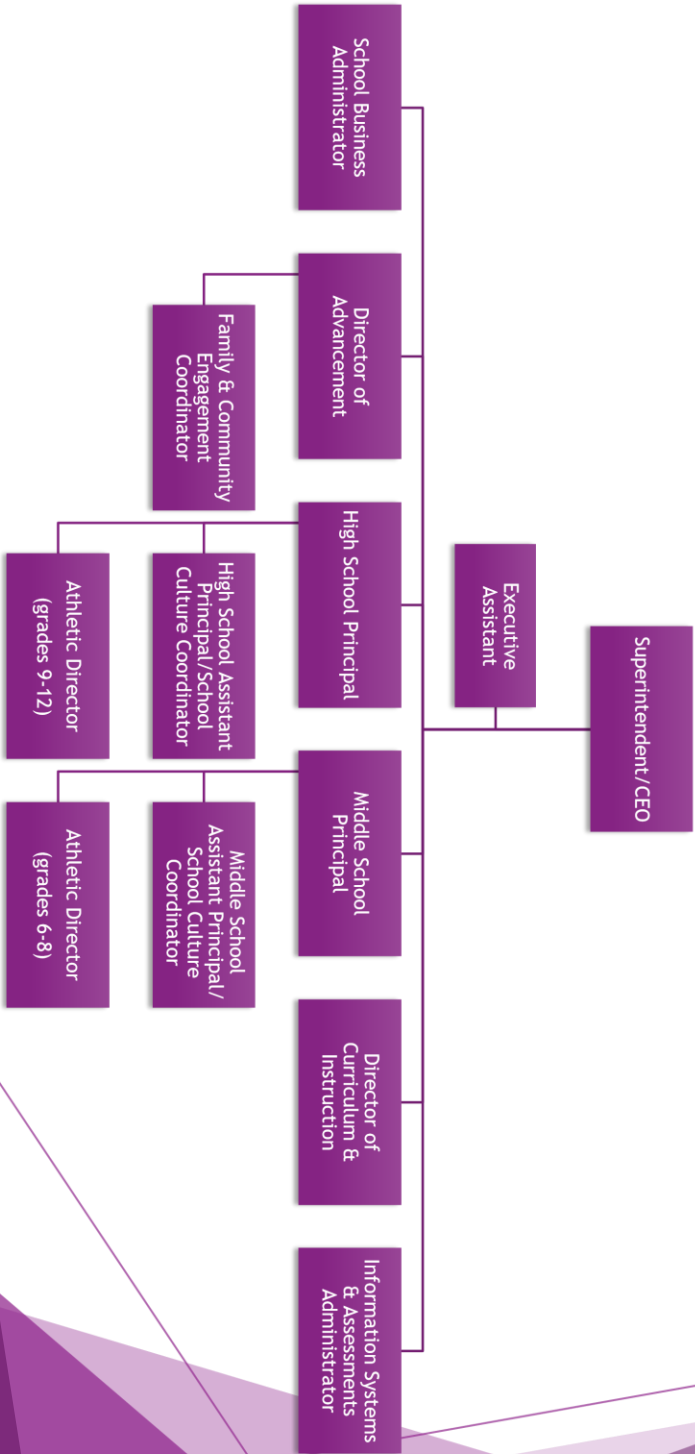 Superintendent/CEO
Executive
Assistant
School Business
Administrator
Director of
Advancement
High School Principal
Middle School
Principal
Director of
Curriculum &
Instruction
Information Systems
& Assessments
Administrator
Family & Community
Engagement
Coordinator
High School Assistant
Principal/School
Culture Coordinator
Middle School
Assistant Principal/
School Culture
Coordinator
Athletic Director
(grades 9-12)
Athletic Director
(grades 6-8)